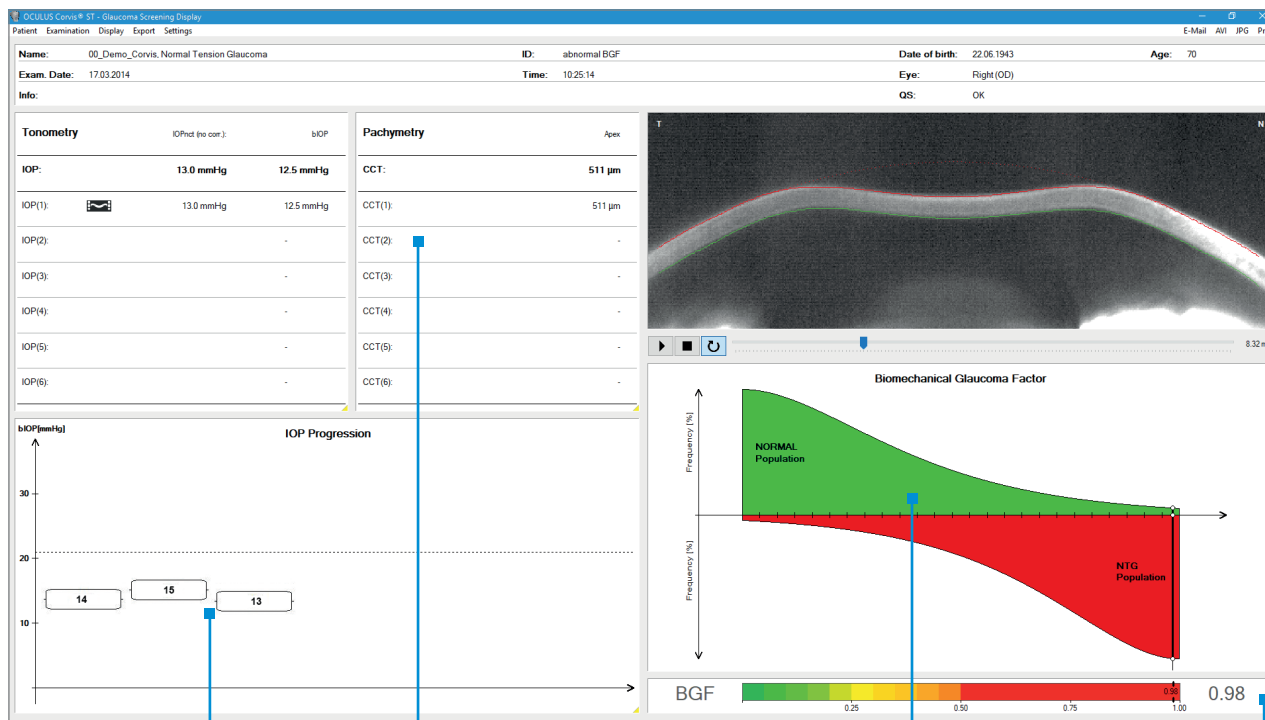 OCULUS Corvis® ST - Glaucoma Screening Display
Patient Examination Display Export Settings
E-Mail AVI JPG
Name: 00_Demo_Corvis, Normal Tension Glaucoma ID: abnormal BGF Date of birth: 22.06.1943 Age: 70
Exam. Date: 17.03.2014 Time: 10:25:14 Eye: Right (OD)
Info: QS: OK
Tonometry IOPnct (no corr.): bIOP
IOP: 13.0 mmHg 12.5 mmHg
IOP(1): 13.0 mmHg 12.5 mmHg
IOP(2): -
IOP(3): -
IOP(4): -
IOP(5): -
IOP(6): -
Pachymetry Apex
CCT: 511 µm
CCT(1): 511 µm
CCT(2): -
CCT(3): -
CCT(4): -
CCT(5): -
CCT(6): -
T N
8.32
bIOP[mmHg]
IOP Progression
30
20
10
14
15
13
Biomechanical Glaucoma Factor
Frequency [%]
Frequency [%]
NORMAL
Population
NTG
Population
BGF 0.98 0.98
0.25 0.50 0.75 1.00